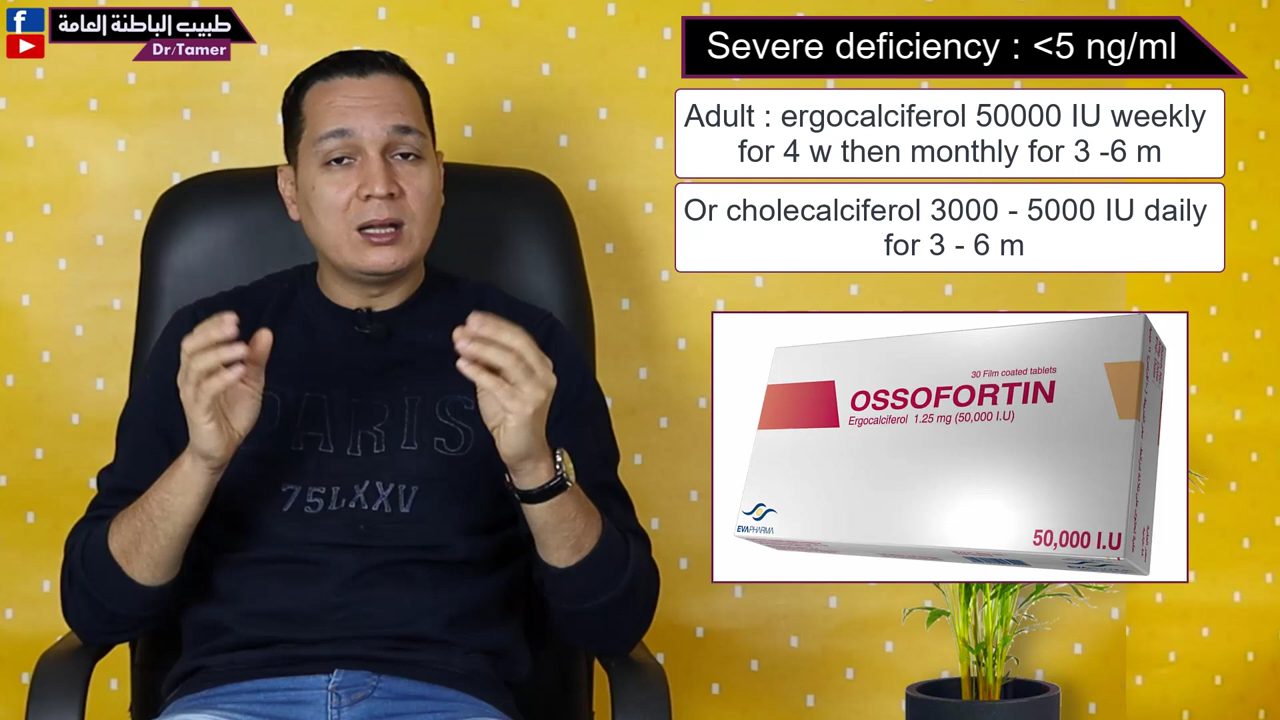 طبيب الباطنة العامة
Dr/Tamer
Severe deficiency : <5 ng/ml
Adult : ergocalciferol 50000 IU weekly
for 4 w then monthly for 3 -6 m
Or cholecalciferol 3000 - 5000 IU daily
for 3 - 6 m
30 Film coated tablets
OSSOFORTIN
Ergocalciferol 1.25 mg (50,000 I.U)
EVAPHARMA
50,000 I.U
PARIS
75LXXV